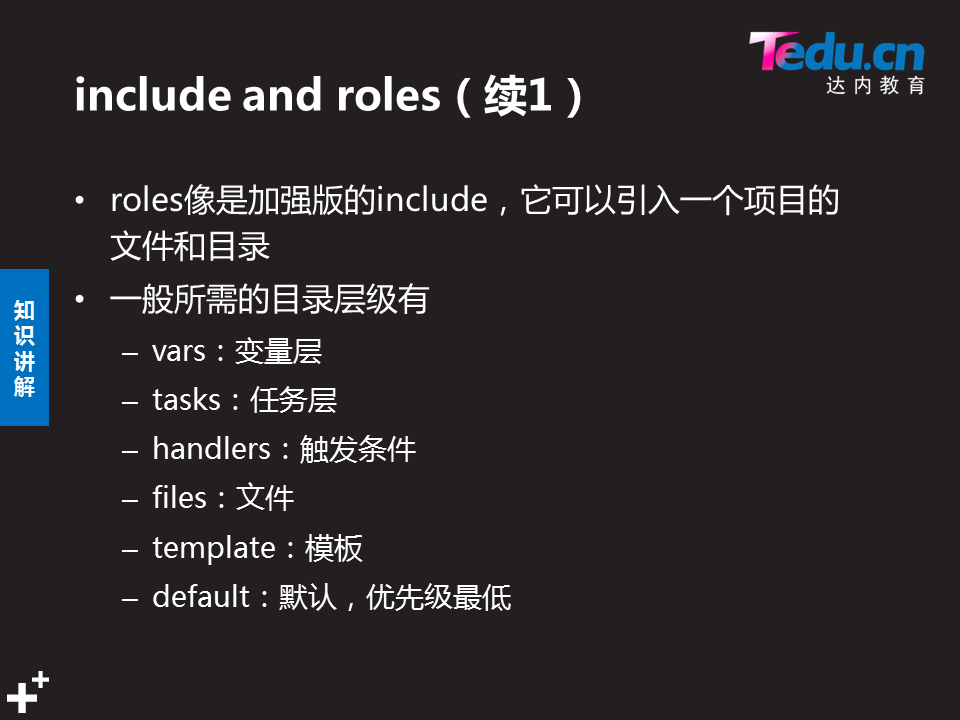 Tedu.cn
达内教育
include and roles（续1）
• roles像是加强版的include，它可以引入一个项目的
文件和目录
• 一般所需的目录层级有
– vars：变量层
– tasks：任务层
– handlers：触发条件
– files：文件
– template：模板
– default：默认，优先级最低
知
识
讲
解